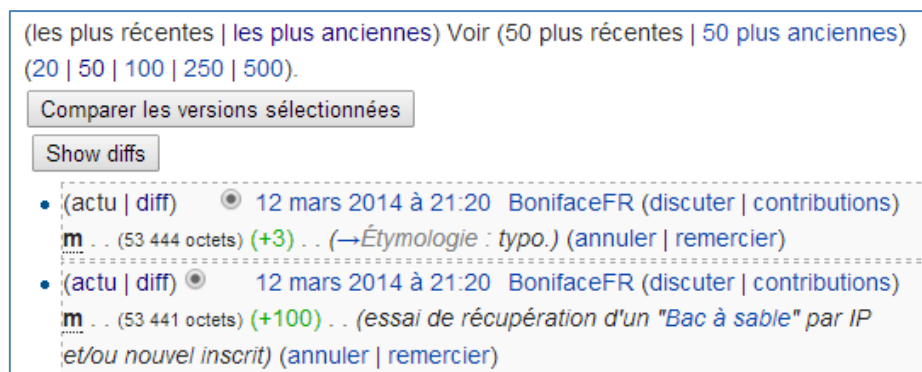 (les plus récentes | les plus anciennes) Voir (50 plus récentes | 50 plus anciennes)
(20 | 50 | 100 | 250 | 500).
Comparer les versions sélectionnées
Show diffs
(actu | diff) 12 mars 2014 à 21:20 BonifaceFR (discuter | contributions)
m . . (53 444 octets) (+3) . . (→Étymologie : typo.) (annuler | remercier)
(actu | diff) 12 mars 2014 à 21:20 BonifaceFR (discuter | contributions)
m . . (53 441 octets) (+100) . . (essai de récupération d'un "Bac à sable" par IP
et/ou nouvel inscrit) (annuler | remercier)